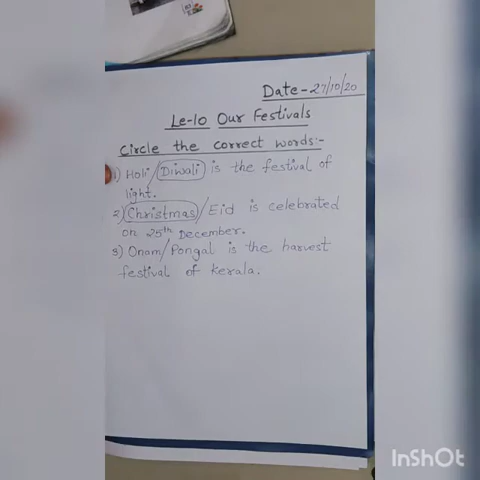 Date-27/10/20
Le-10 Our Festivals
Circle the correct words:-
1) Holi/Diwali is the festival of
light.
2) Christmas/Eid is celebrated
on 25th December.
3) Onam/Pongal is the harvest
festival of kerala.
InShOt